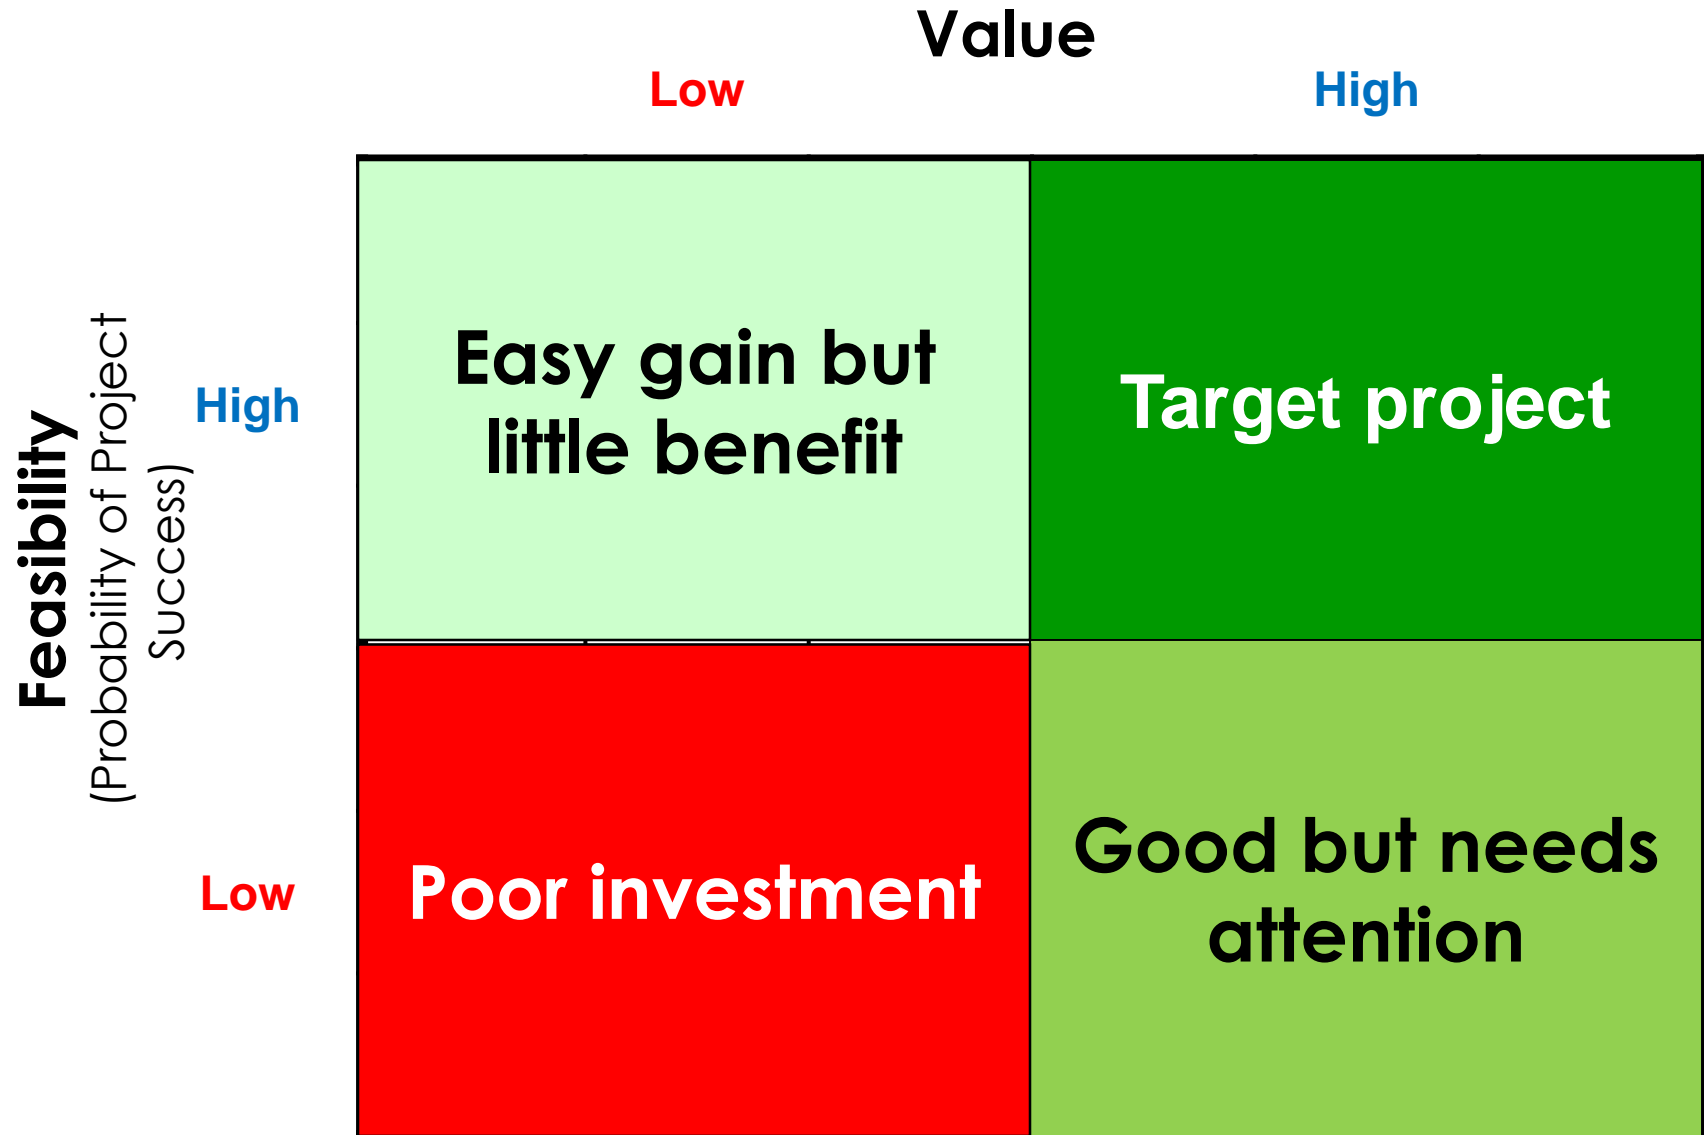 Value
Low
High
Feasibility
(Probability of Project
Success)
High
Easy gain but
little benefit
Target project
Low
Poor investment
Good but needs
attention